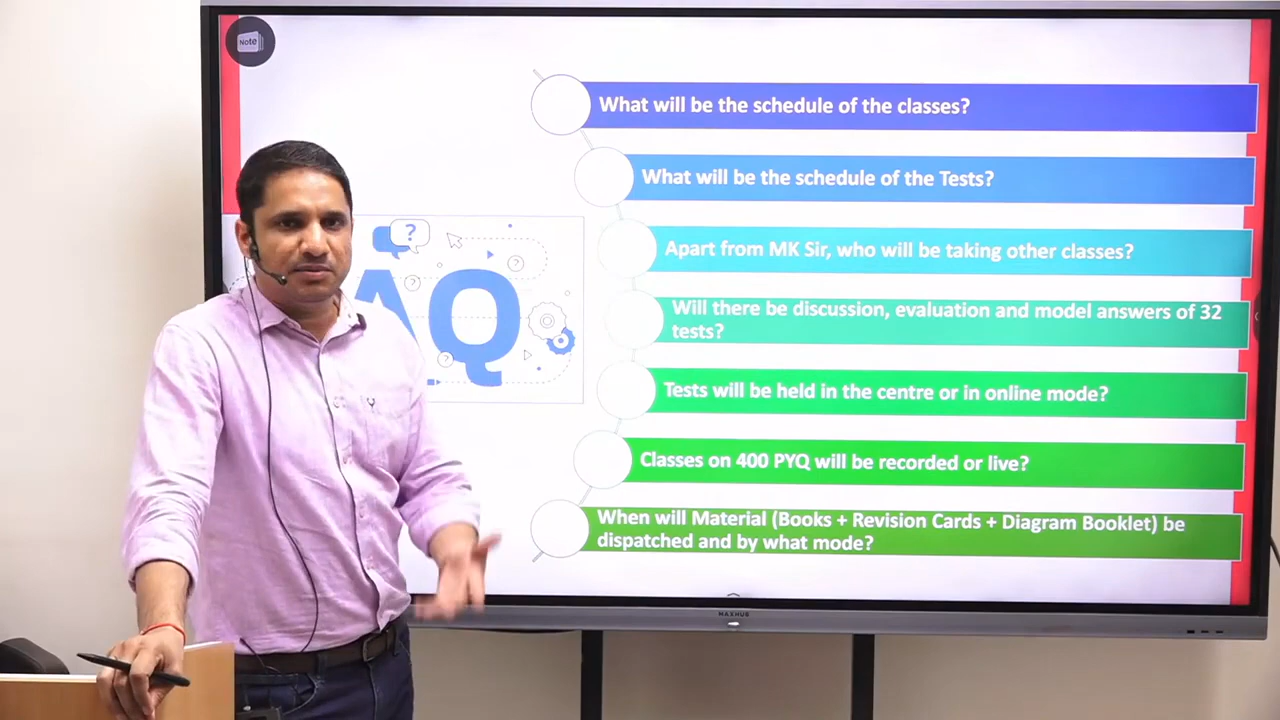 Note
What will be the schedule of the classes?
What will be the schedule of the Tests?
Apart from MK Sir, who will be taking other classes?
Will there be discussion, evaluation and model answers of 32
tests?
Tests will be held in the centre or in online mode?
Classes on 400 PYQ will be recorded or live?
When will Material (Books + Revision Cards + Diagram Booklet) be
dispatched and by what mode?
?
?
?
AQ
?
MAXHUB